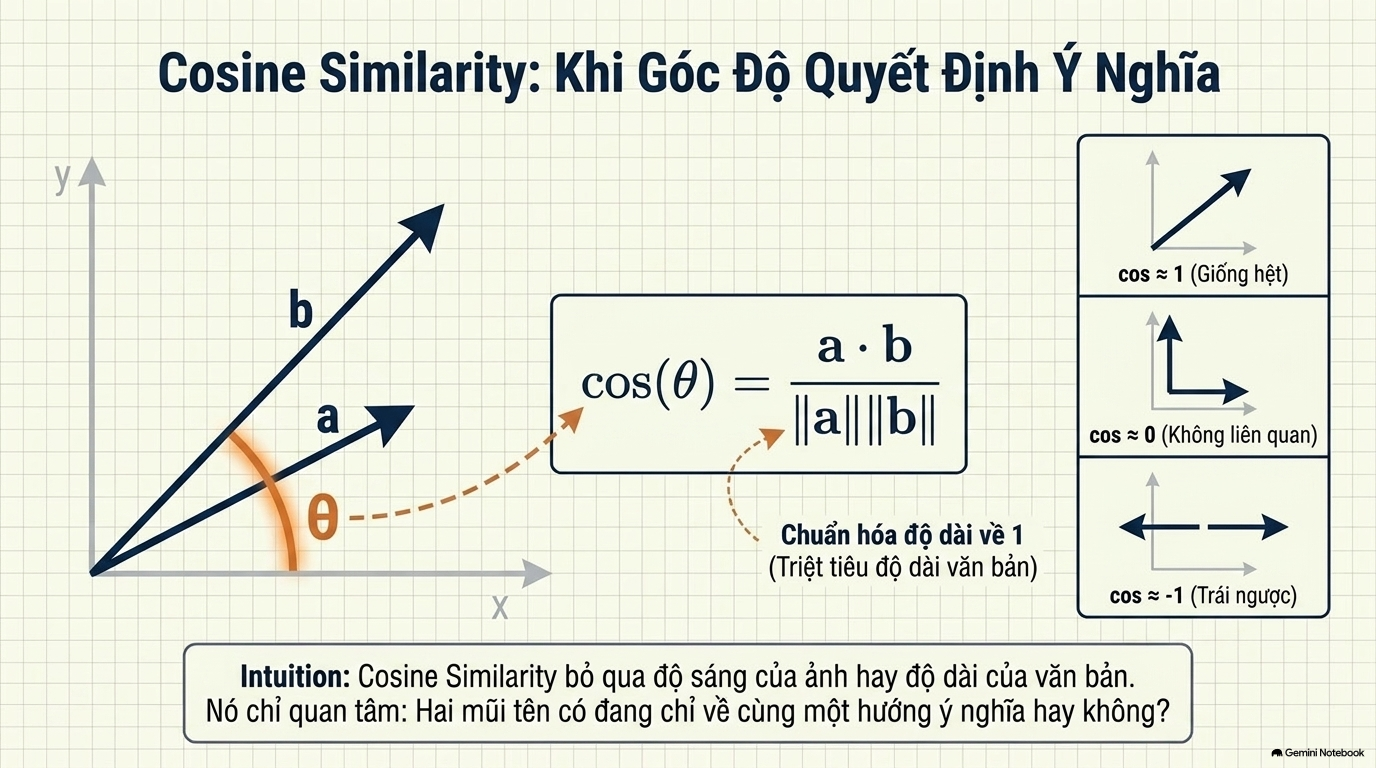 Cosine Similarity: Khi Góc Độ Quyết Định Ý Nghĩa
y
b
a
θ
x
cos(θ) = a · b / ‖a‖‖b‖
Chuẩn hóa độ dài về 1
(Triệt tiêu độ dài văn bản)
cos ≈ 1 (Giống hệt)
cos ≈ 0 (Không liên quan)
cos ≈ -1 (Trái ngược)
Intuition: Cosine Similarity bỏ qua độ sáng của ảnh hay độ dài của văn bản.
Nó chỉ quan tâm: Hai mũi tên có đang chỉ về cùng một hướng ý nghĩa hay không?
Gemini Notebook